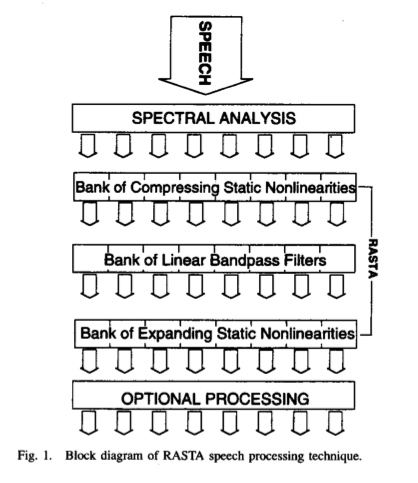 SPEECH
SPECTRAL ANALYSIS
Bank of Compressing Static Nonlinearities
RASTA
Bank of Linear Bandpass Filters
Bank of Expanding Static Nonlinearities
OPTIONAL PROCESSING
Fig. 1. Block diagram of RASTA speech processing technique.